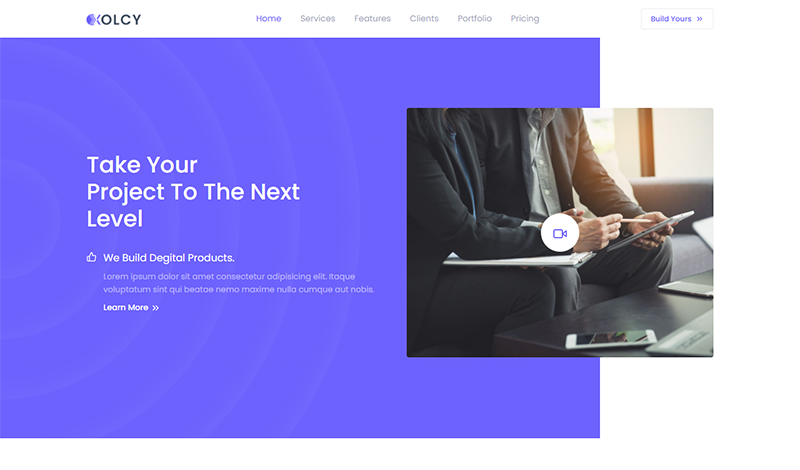 XOLCY
Home Services Features Clients Portfolio Pricing
Build Yours
Take Your
Project To The Next
Level
We Build Degital Products.
Lorem ipsum dolor sit amet consectetur adipisicing elit. Itaque
voluptatum sint qui beatae nemo maxime nulla cumque aut nobis.
Learn More